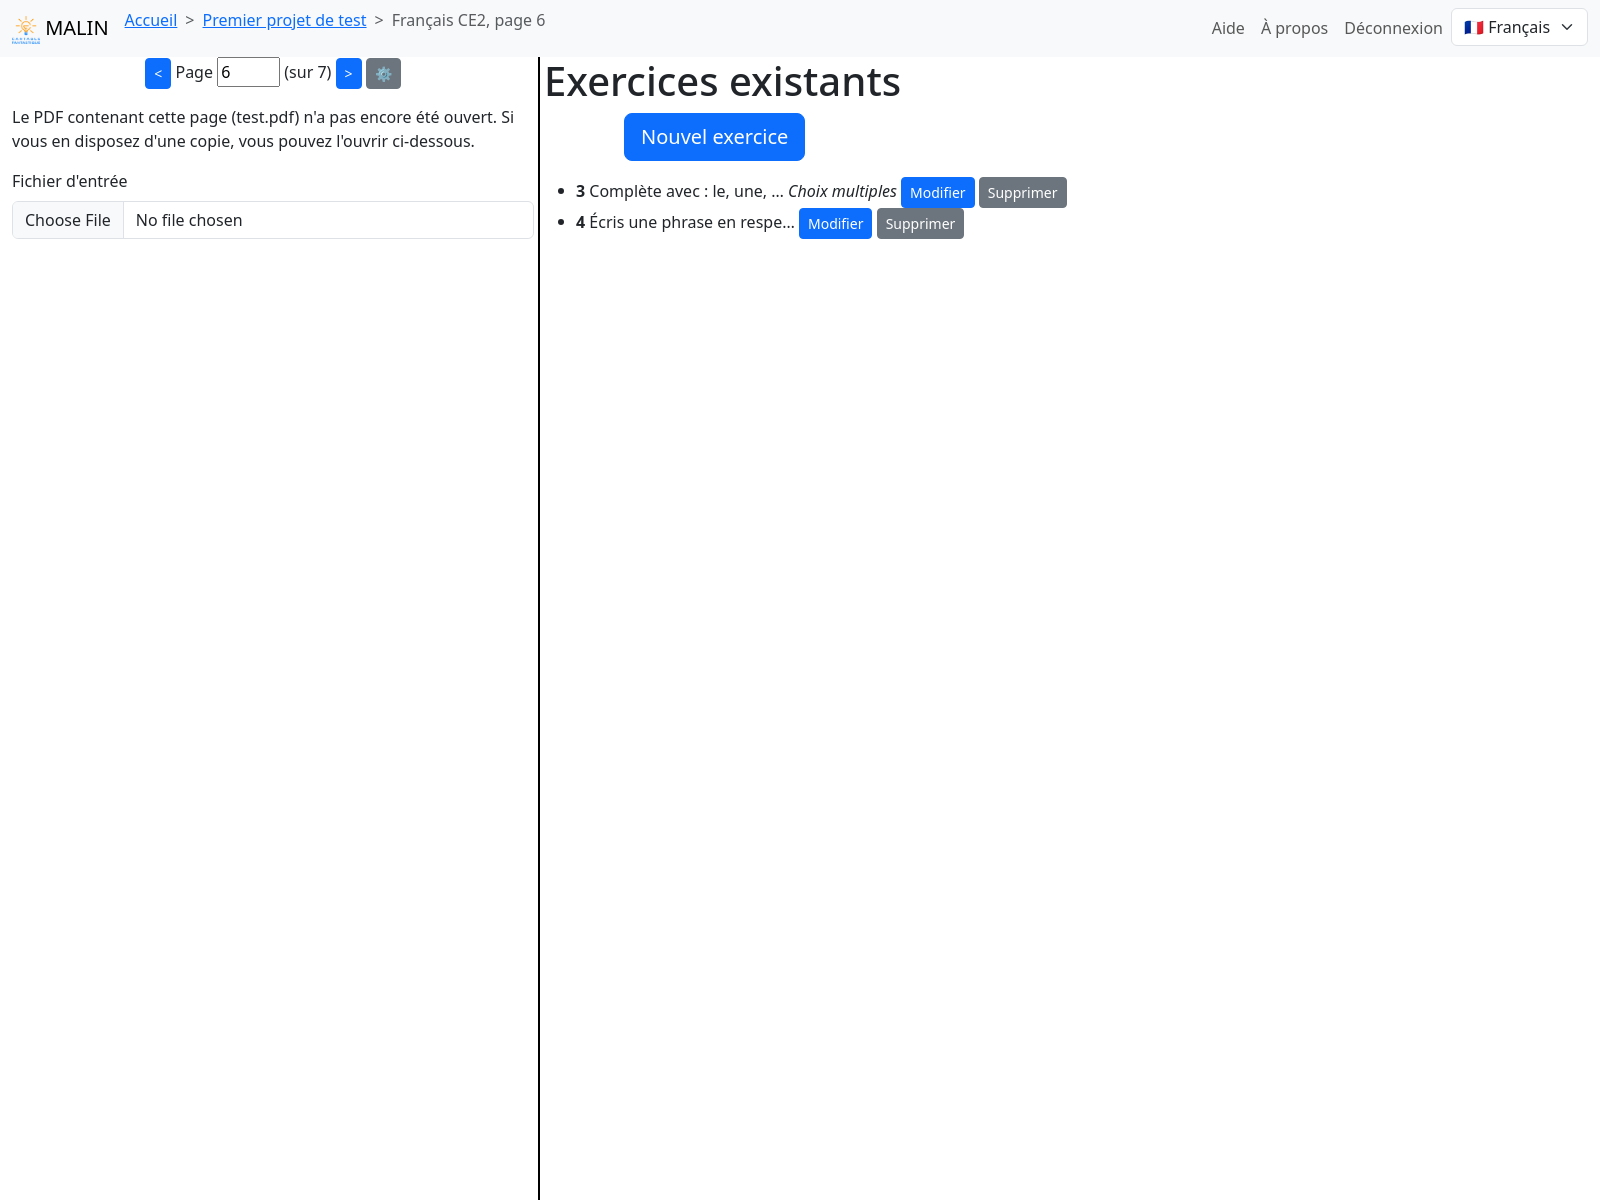 MALIN Accueil > Premier projet de test > Français CE2, page 6 Aide À propos Déconnexion Français
< Page 6 (sur 7) >
Le PDF contenant cette page (test.pdf) n'a pas encore été ouvert. Si
vous en disposez d'une copie, vous pouvez l'ouvrir ci-dessous.
Fichier d'entrée
Choose File No file chosen
Exercices existants
Nouvel exercice
3 Complète avec : le, une, … Choix multiples Modifier Supprimer
4 Écris une phrase en respe… Modifier Supprimer